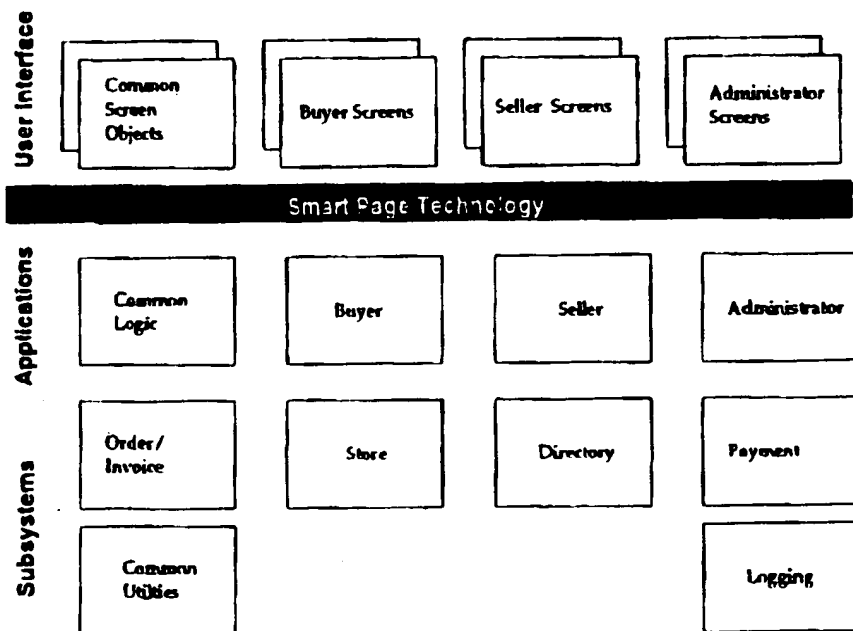 User Interface
Common
Screen
Objects
Buyer Screens
Seller Screens
Administrator
Screens
Smart Page Technology
Applications
Common
Logic
Buyer
Seller
Administrator
Subsystems
Order/
Invoice
Store
Directory
Payment
Common
Utilities
Logging